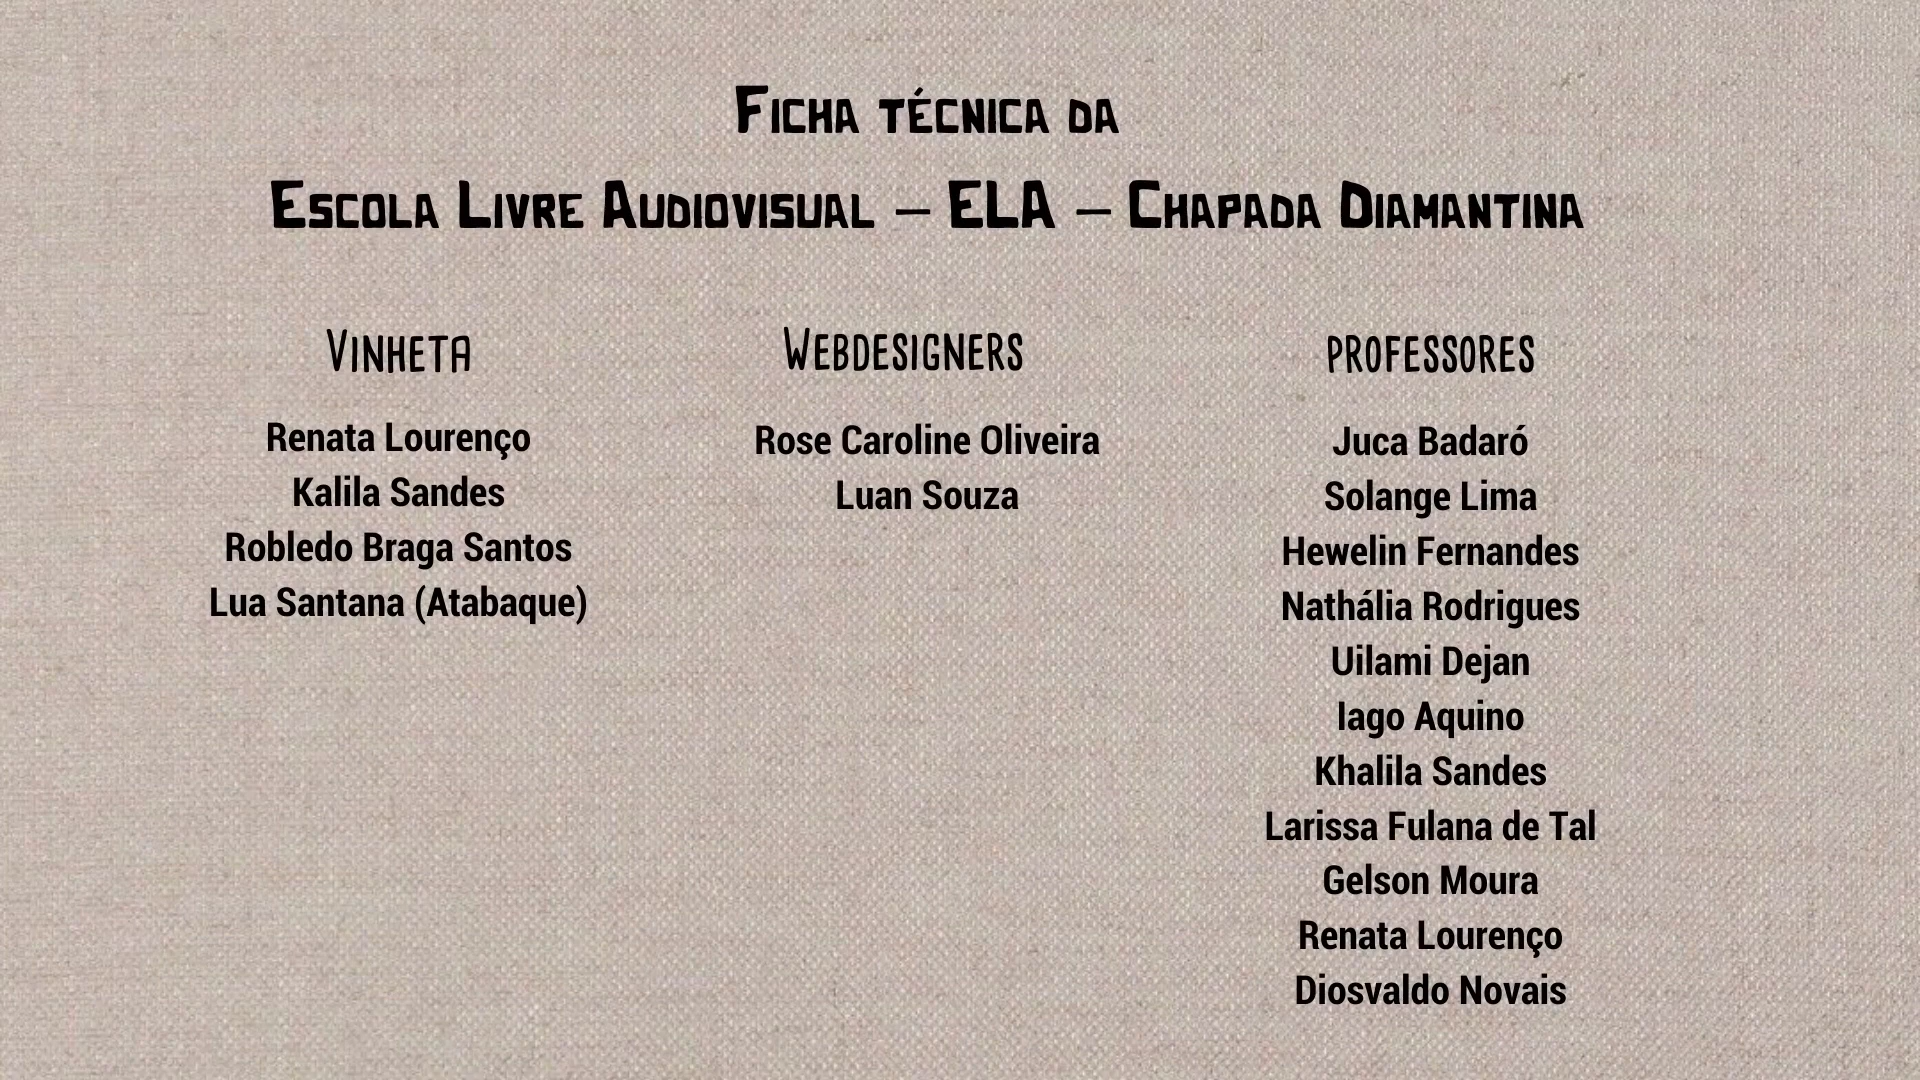 Ficha técnica da
Escola Livre Audiovisual – ELA – Chapada Diamantina
Vinheta
Renata Lourenço
Kalila Sandes
Robledo Braga Santos
Lua Santana (Atabaque)
Webdesigners
Rose Caroline Oliveira
Luan Souza
professores
Juca Badaró
Solange Lima
Hewelin Fernandes
Nathália Rodrigues
Uilami Dejan
Iago Aquino
Khalila Sandes
Larissa Fulana de Tal
Gelson Moura
Renata Lourenço
Diosvaldo Novais